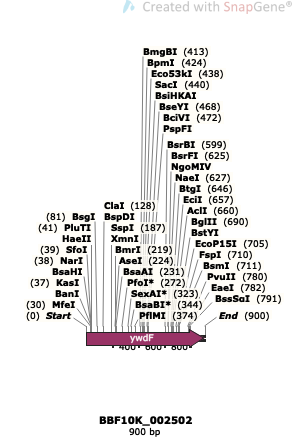 Created with SnapGene®
BmgBI (413)
BpmI (424)
Eco53kI (438)
SacI (440)
BsiHKAI
BseYI (468)
BciVI (472)
PspFI
BsrBI (599)
BsrFI (625)
NgoMIV
NaeI (627)
BtgI (646)
EciI (657)
AclI (660)
BglII (690)
BstYI
EcoP15I (705)
FspI (710)
BsmI (711)
PvuII (780)
EaeI (782)
BssSαI (791)
End (900)
ClaI (128)
BspDI
SspI (187)
XmnI
BmrI (219)
AseI (224)
BsaAI (231)
PfoI* (272)
SexAI* (323)
BsaBI* (344)
PflMI (374)
(81) BsgI
(41) PluTI
HaeII
(39) SfoI
(38) NarI
BsaHI
(37) KasI
BanI
(30) MfeI
(0) Start
ywdF
400 600 800
BBF10K_002502
900 bp